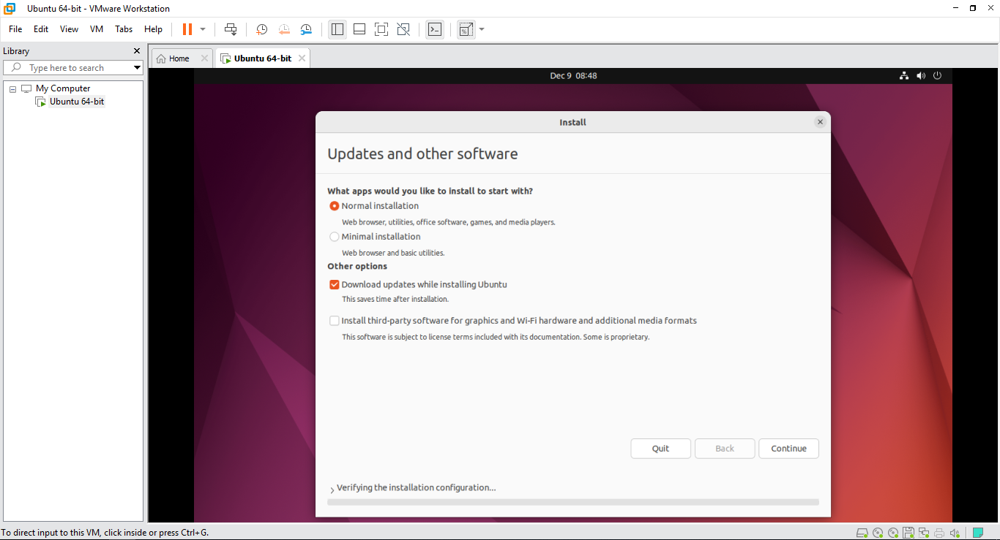 Ubuntu 64-bit - VMware Workstation
File Edit View VM Tabs Help
Library
Type here to search
My Computer
Ubuntu 64-bit
Home
Ubuntu 64-bit
Dec 9 08:48
Install
Updates and other software
What apps would you like to install to start with?
Normal installation
Web browser, utilities, office software, games, and media players.
Minimal installation
Web browser and basic utilities.
Other options
Download updates while installing Ubuntu
This saves time after installation.
Install third-party software for graphics and Wi-Fi hardware and additional media formats
This software is subject to license terms included with its documentation. Some is proprietary.
Quit Back Continue
Verifying the installation configuration...
To direct input to this VM, click inside or press Ctrl+G.